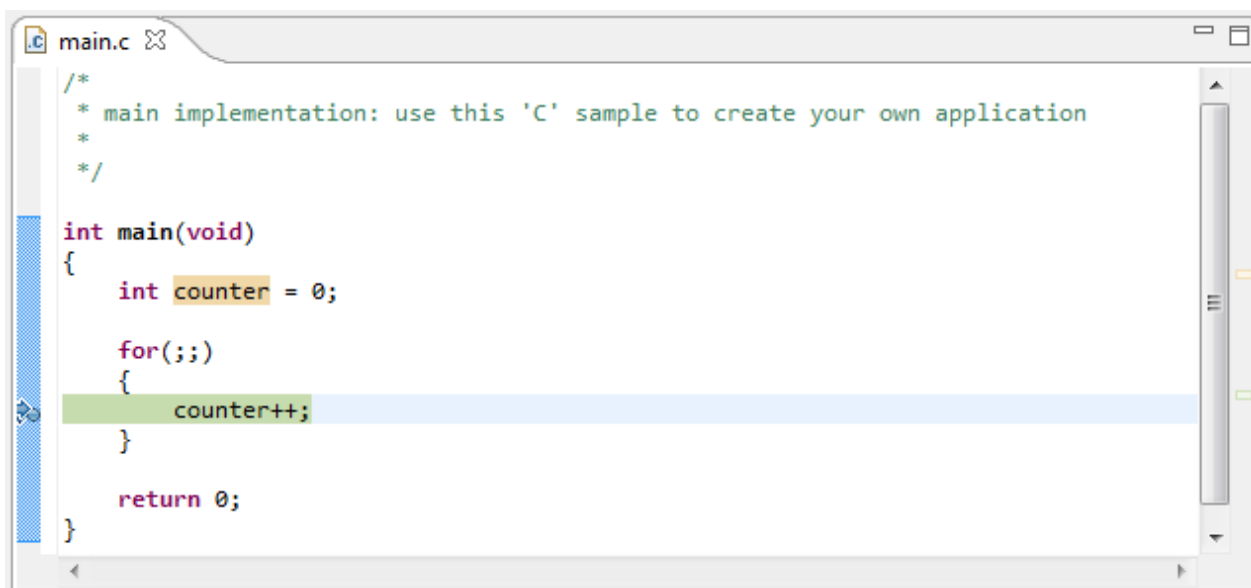 .c main.c
/*
 * main implementation: use this 'C' sample to create your own application
 *
 */
int main(void)
{
    int counter = 0;
    for(;;)
    {
        counter++;
    }
    return 0;
}